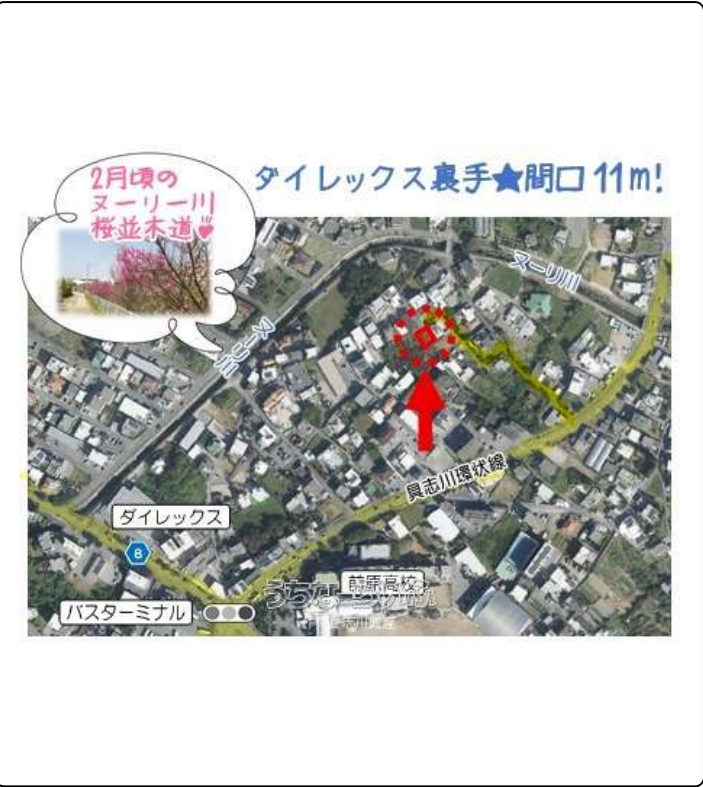 2月頃の
ヌーリー川
桜並木道
ダイレックス裏手★間口11m!
ヌーリ川
ヌーリ川
具志川環状線
ダイレックス
8
前原高校
バスターミナル